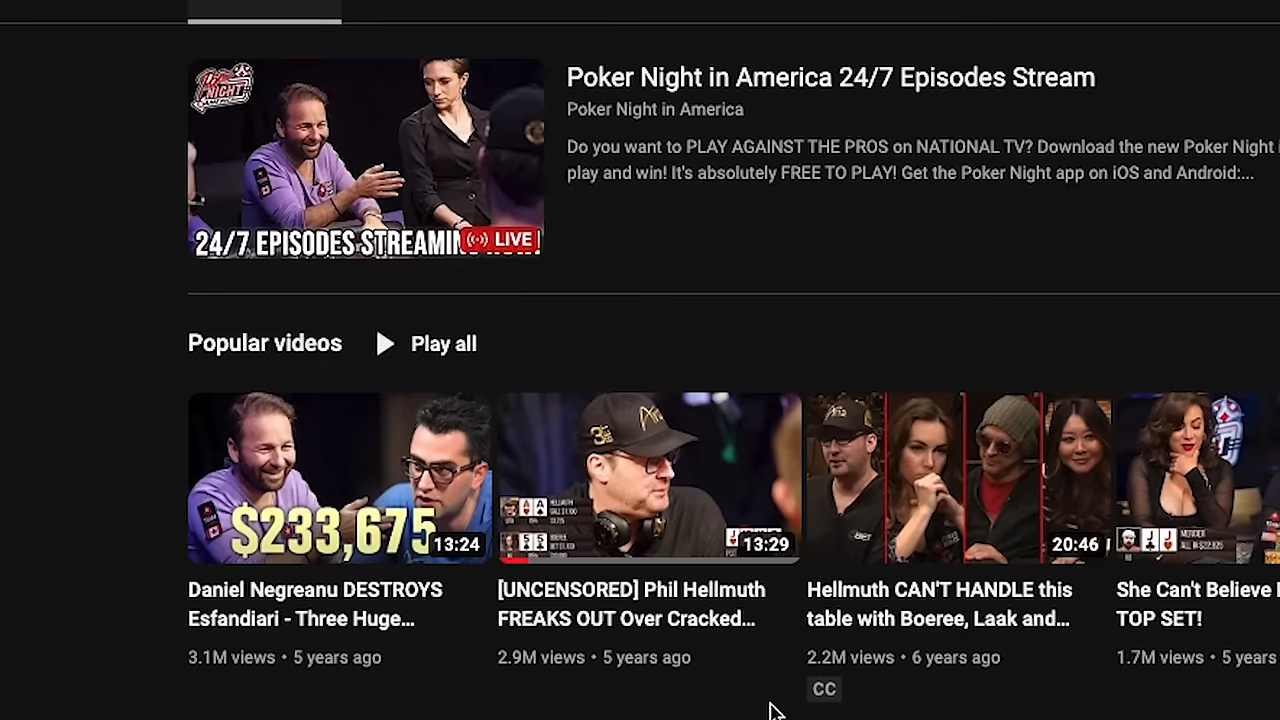 Poker Night in America 24/7 Episodes Stream
Poker Night in America
Do you want to PLAY AGAINST THE PROS on NATIONAL TV? Download the new Poker Night
play and win! It's absolutely FREE TO PLAY! Get the Poker Night app on iOS and Android:...
NIGHT
24/7 EPISODES STREAMIN
LIVE
Popular videos
Play all
$233,675
13:24
13:29
20:46
Daniel Negreanu DESTROYS
Esfandiari - Three Huge...
3.1M views • 5 years ago
[UNCENSORED] Phil Hellmuth
FREAKS OUT Over Cracked...
2.9M views • 5 years ago
Hellmuth CAN'T HANDLE this
table with Boeree, Laak and...
2.2M views • 6 years ago
CC
She Can't Believe
TOP SET!
1.7M views • 5 years